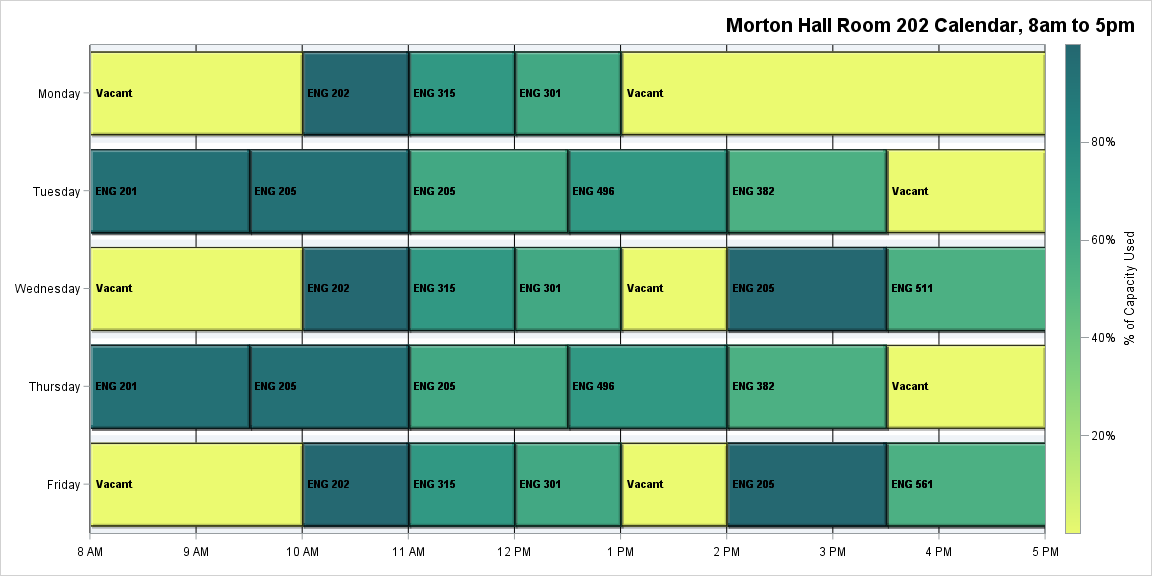 Morton Hall Room 202 Calendar, 8am to 5pm
Monday
Vacant
ENG 202
ENG 315
ENG 301
Vacant
Tuesday
ENG 201
ENG 205
ENG 205
ENG 496
ENG 382
Vacant
Wednesday
Vacant
ENG 202
ENG 315
ENG 301
Vacant
ENG 205
ENG 511
Thursday
ENG 201
ENG 205
ENG 205
ENG 496
ENG 382
Vacant
Friday
Vacant
ENG 202
ENG 315
ENG 301
Vacant
ENG 205
ENG 561
8 AM
9 AM
10 AM
11 AM
12 PM
1 PM
2 PM
3 PM
4 PM
5 PM
80%
60%
40%
20%
% of Capacity Used